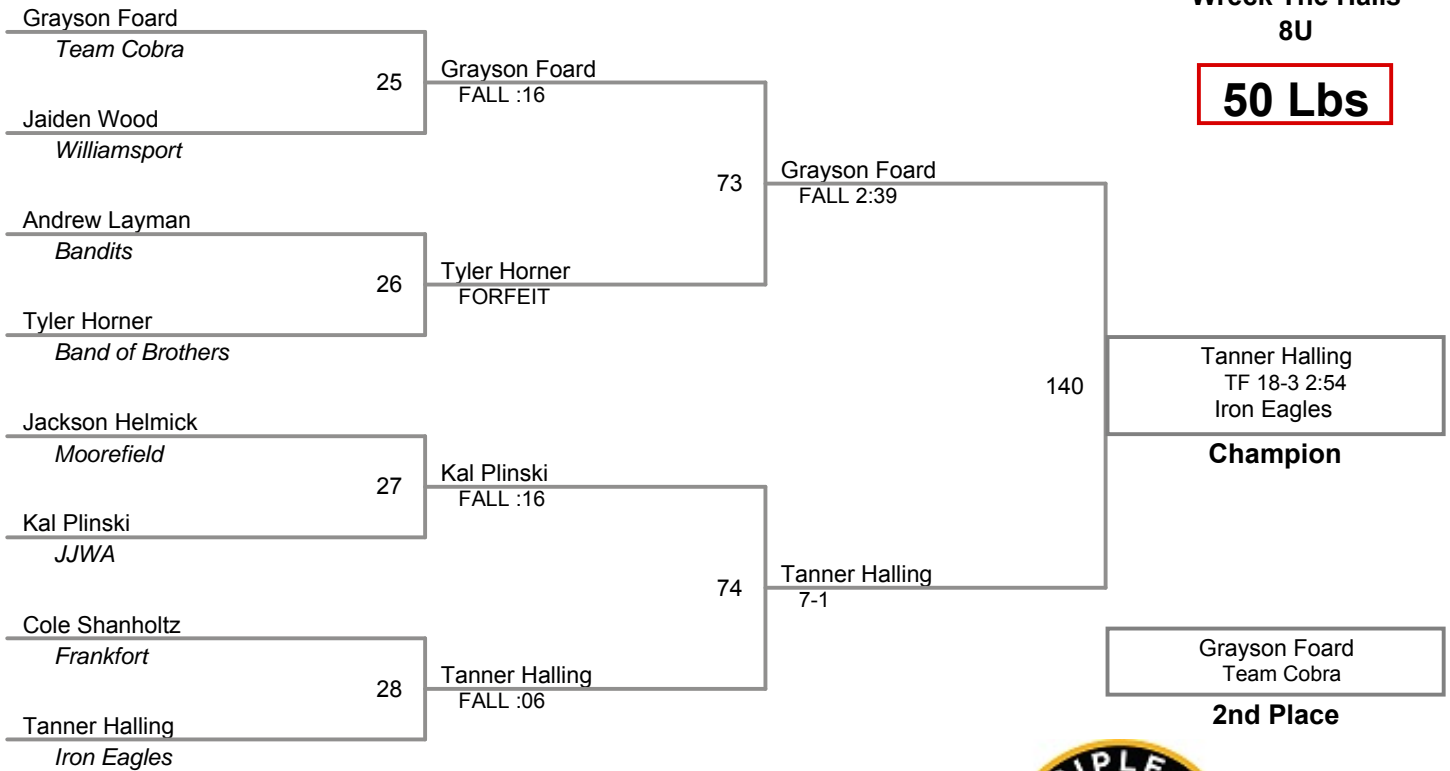 Wreck The Halls
8U
50 Lbs
Grayson Foard
Team Cobra
25
Jaiden Wood
Williamsport
Grayson Foard
FALL :16
73
Andrew Layman
Bandits
26
Tyler Horner
Band of Brothers
Tyler Horner
FORFEIT
Grayson Foard
FALL 2:39
140
Jackson Helmick
Moorefield
27
Kal Plinski
JJWA
Kal Plinski
FALL :16
74
Cole Shanholtz
Frankfort
28
Tanner Halling
Iron Eagles
Tanner Halling
FALL :06
Tanner Halling
7-1
Tanner Halling
TF 18-3 2:54
Iron Eagles
Champion
Grayson Foard
Team Cobra
2nd Place